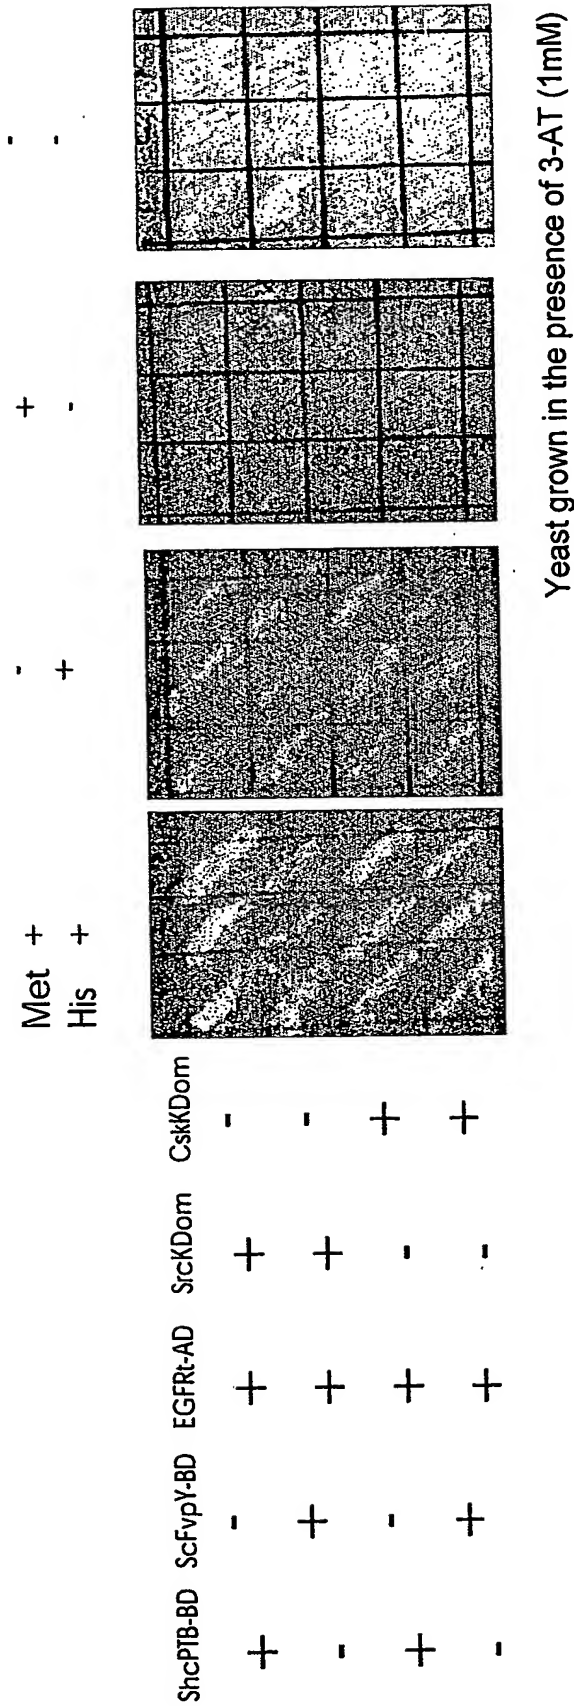 Met + - + -
His + + - -
ShcPTB-BD ScFvpY-BD EGFRt-AD SrcKDom CskKDom
+ - + + -
- + + + -
+ - + - +
- + + - +
Yeast grown in the presence of 3-AT (1mM)